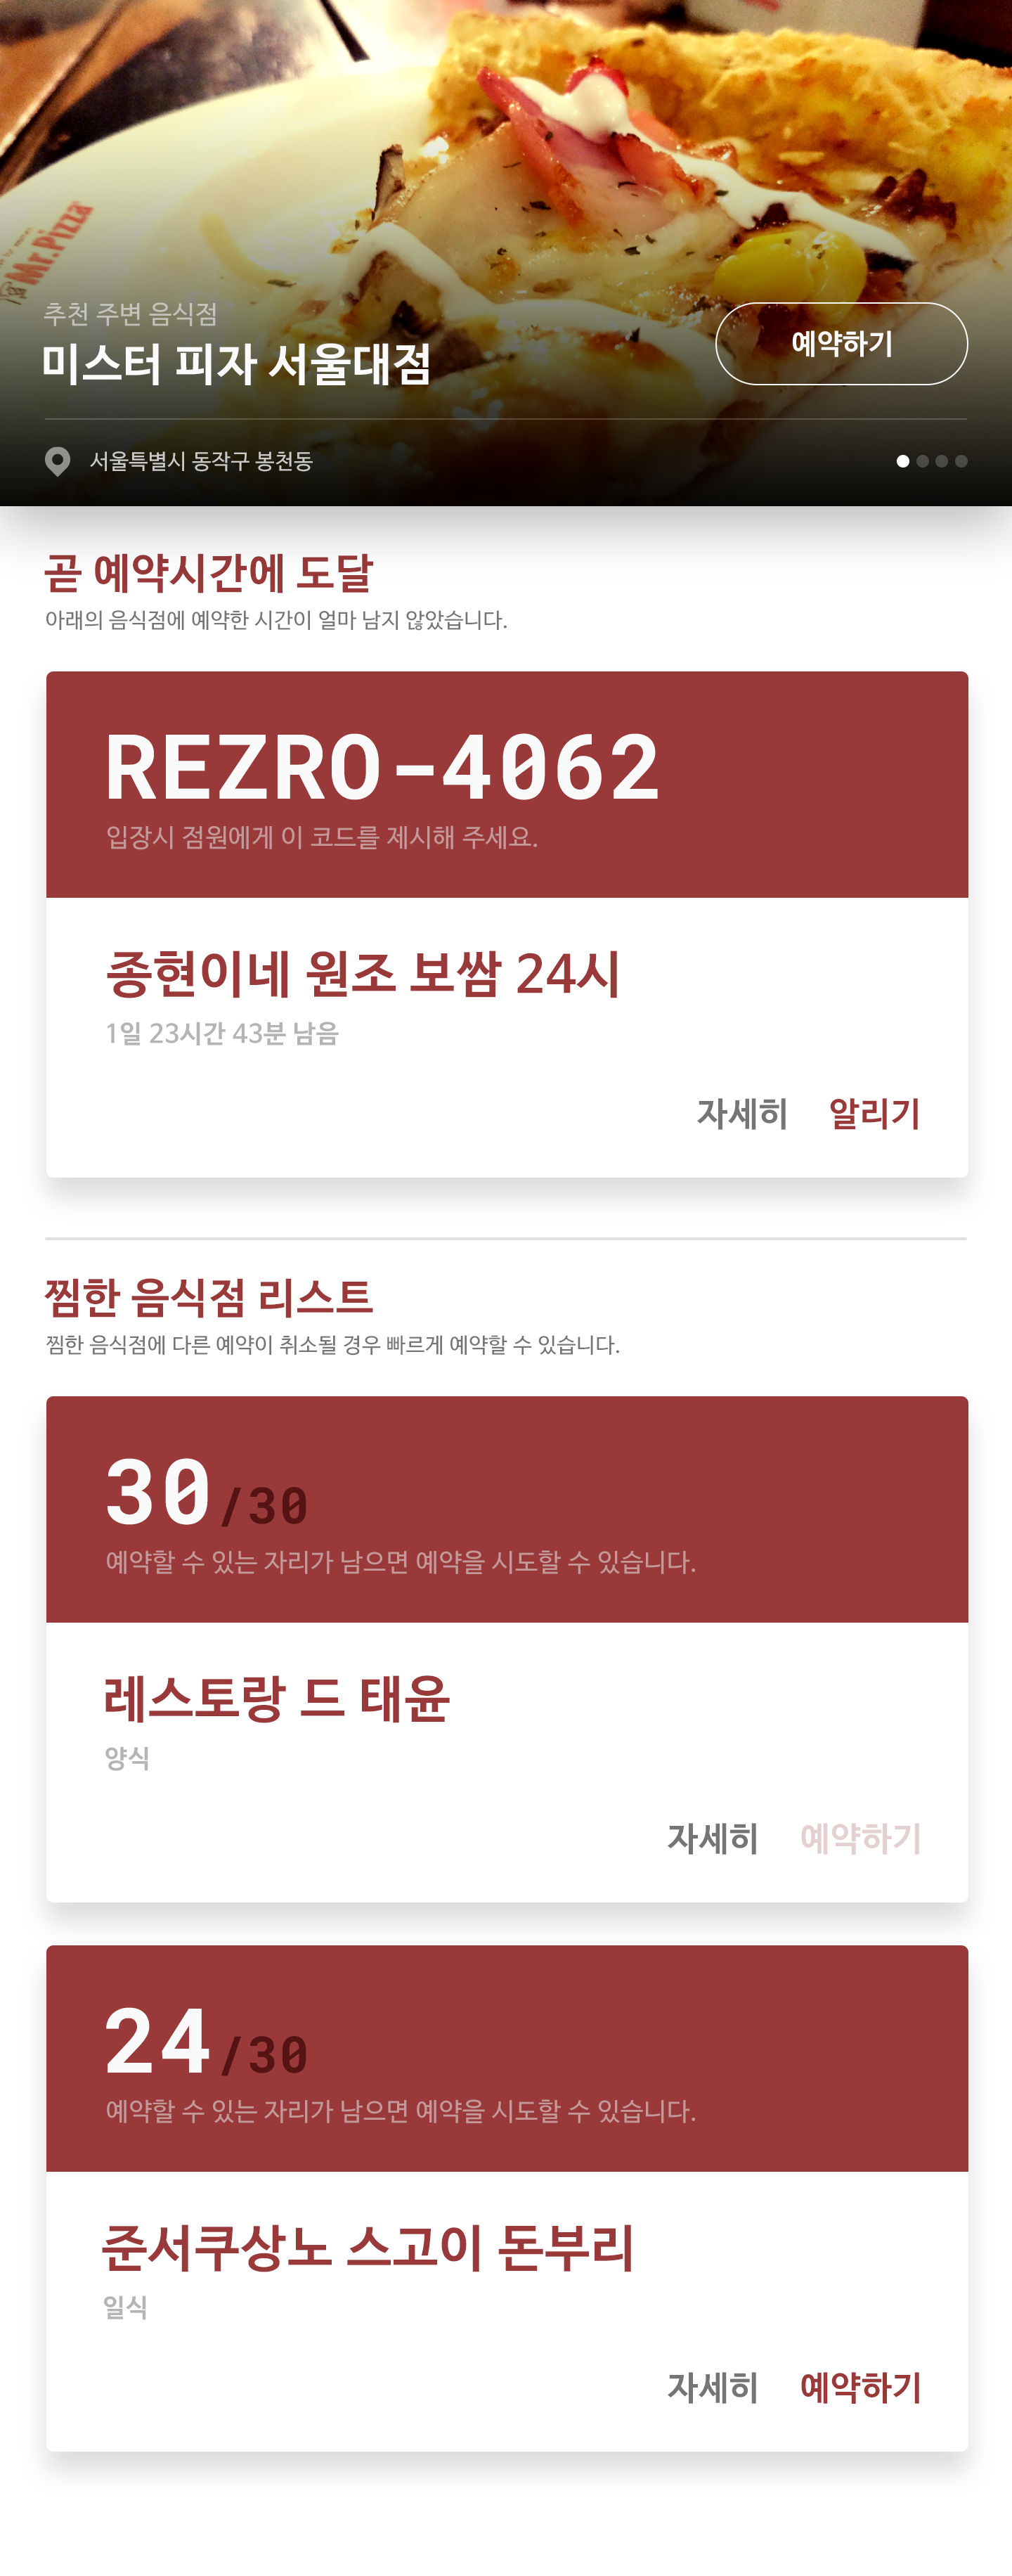 Mr.Pizza
추천 주변 음식점
미스터 피자 서울대점
예약하기
서울특별시 동작구 봉천동
곧 예약시간에 도달
아래의 음식점에 예약한 시간이 얼마 남지 않았습니다.
REZRO-4062
입장시 점원에게 이 코드를 제시해 주세요.
종현이네 원조 보쌈 24시
1일 23시간 43분 남음
자세히 알리기
찜한 음식점 리스트
찜한 음식점에 다른 예약이 취소될 경우 빠르게 예약할 수 있습니다.
30/30
예약할 수 있는 자리가 남으면 예약을 시도할 수 있습니다.
레스토랑 드 태윤
양식
자세히 예약하기
24/30
예약할 수 있는 자리가 남으면 예약을 시도할 수 있습니다.
준서쿠상노 스고이 돈부리
일식
자세히 예약하기